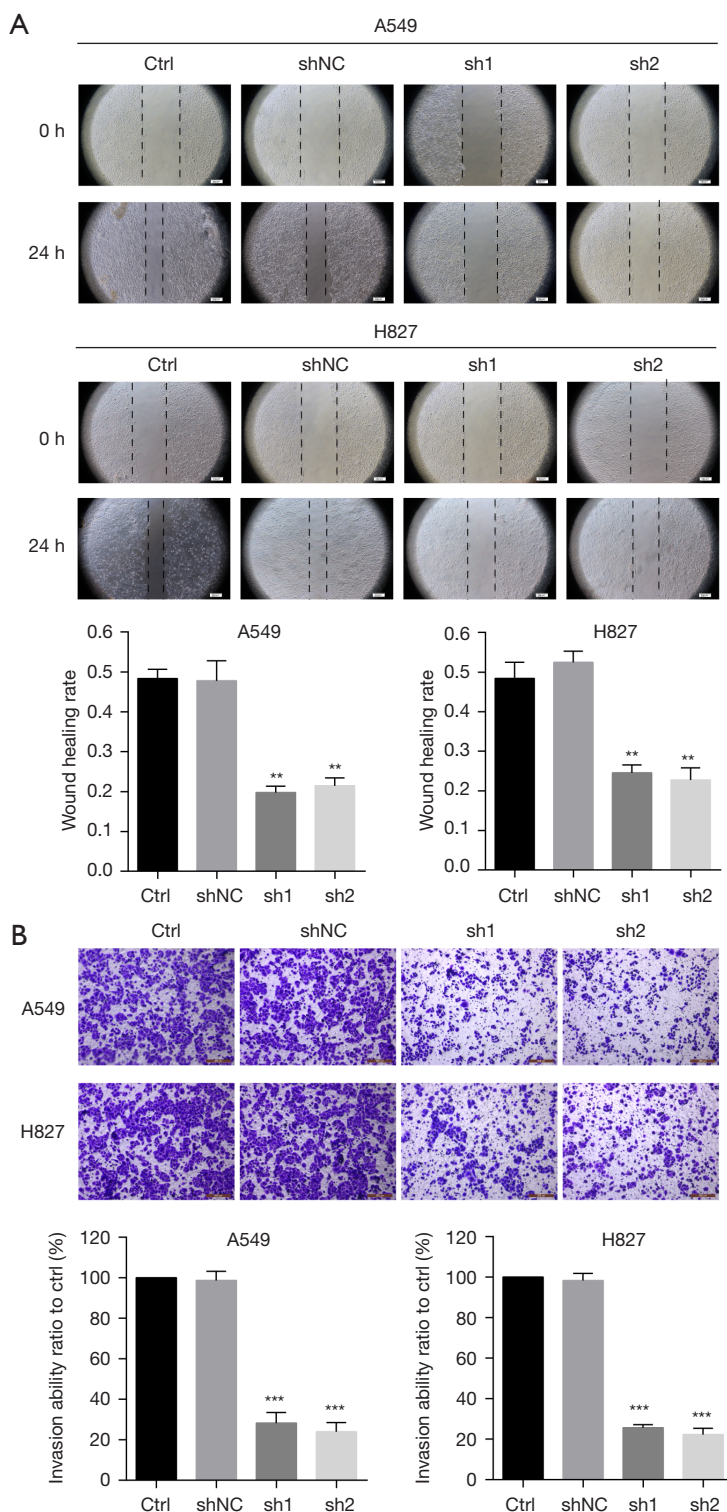 A
A549
Ctrl shNC sh1 sh2
0 h
24 h
H827
Ctrl shNC sh1 sh2
0 h
24 h
A549
Wound healing rate
0.6
0.5
0.4
0.3
0.2
0.1
0.0
**
**
Ctrl shNC sh1 sh2
H827
Wound healing rate
0.6
0.5
0.4
0.3
0.2
0.1
0.0
**
**
Ctrl shNC sh1 sh2
B
Ctrl shNC sh1 sh2
A549
H827
A549
Invasion ability ratio to ctrl (%)
120
100
80
60
40
20
0
***
***
Ctrl shNC sh1 sh2
H827
Invasion ability ratio to ctrl (%)
120
100
80
60
40
20
0
***
***
Ctrl shNC sh1 sh2